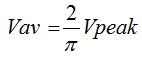 Vav = 2/π Vpeak